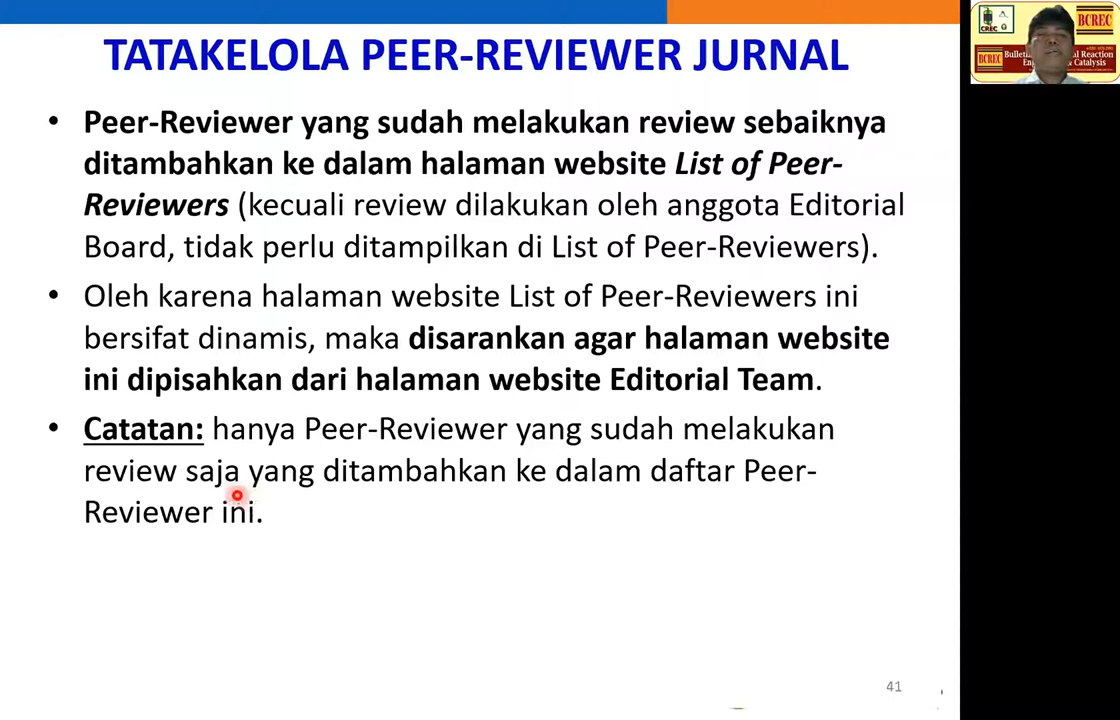 TATAKELOLA PEER-REVIEWER JURNAL
• Peer-Reviewer yang sudah melakukan review sebaiknya
ditambahkan ke dalam halaman website List of Peer-
Reviewers (kecuali review dilakukan oleh anggota Editorial
Board, tidak perlu ditampilkan di List of Peer-Reviewers).
• Oleh karena halaman website List of Peer-Reviewers ini
bersifat dinamis, maka disarankan agar halaman website
ini dipisahkan dari halaman website Editorial Team.
• Catatan: hanya Peer-Reviewer yang sudah melakukan
review saja yang ditambahkan ke dalam daftar Peer-
Reviewer ini.
41
CREC
BCREC
BCREC